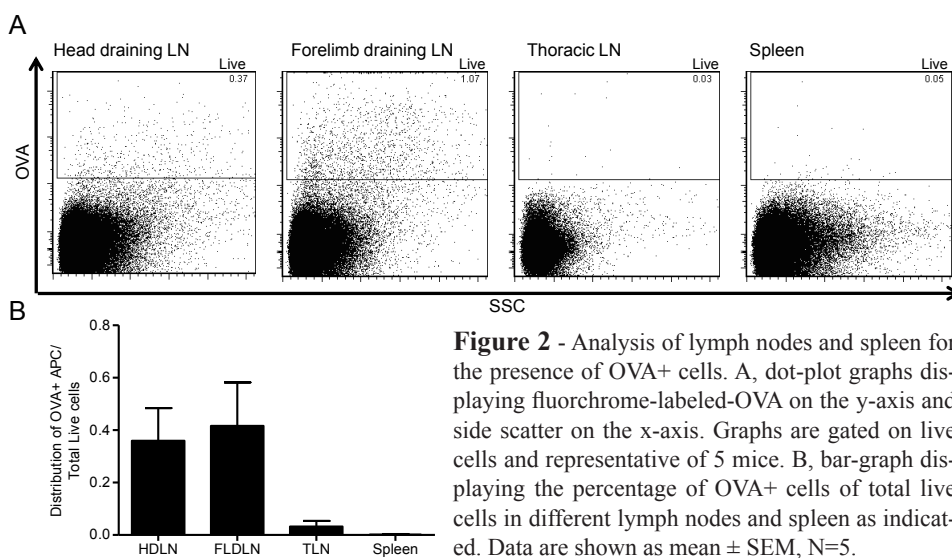 A
Head draining LN
Forelimb draining LN
Thoracic LN
Spleen
Live
0.37
Live
1.07
Live
0.03
Live
0.05
OVA
SSC
B
Distribution of OVA+ APC/
Total Live cells
0.8
0.6
0.4
0.2
0.0
HDLN
FLDLN
TLN
Spleen
Figure 2 - Analysis of lymph nodes and spleen for
the presence of OVA+ cells. A, dot-plot graphs dis-
playing fluorchrome-labeled-OVA on the y-axis and
side scatter on the x-axis. Graphs are gated on live
cells and representative of 5 mice. B, bar-graph dis-
playing the percentage of OVA+ cells of total live
cells in different lymph nodes and spleen as indicat-
ed. Data are shown as mean ± SEM, N=5.